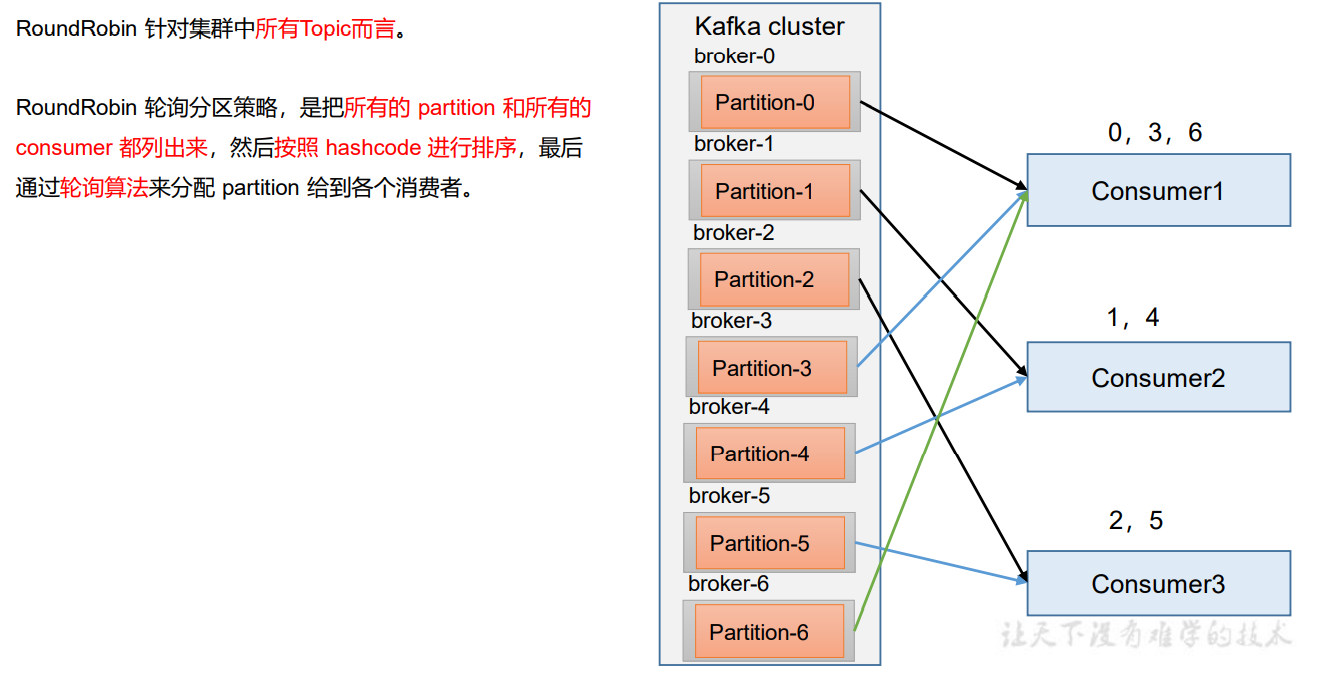 RoundRobin 针对集群中所有Topic而言。
RoundRobin 轮询分区策略，是把所有的 partition 和所有的
consumer 都列出来，然后按照 hashcode 进行排序，最后
通过轮询算法来分配 partition 给到各个消费者。
Kafka cluster
broker-0
Partition-0
broker-1
Partition-1
broker-2
Partition-2
broker-3
Partition-3
broker-4
Partition-4
broker-5
Partition-5
broker-6
Partition-6
0，3，6
Consumer1
1，4
Consumer2
2，5
Consumer3
让天下没有难学的技术